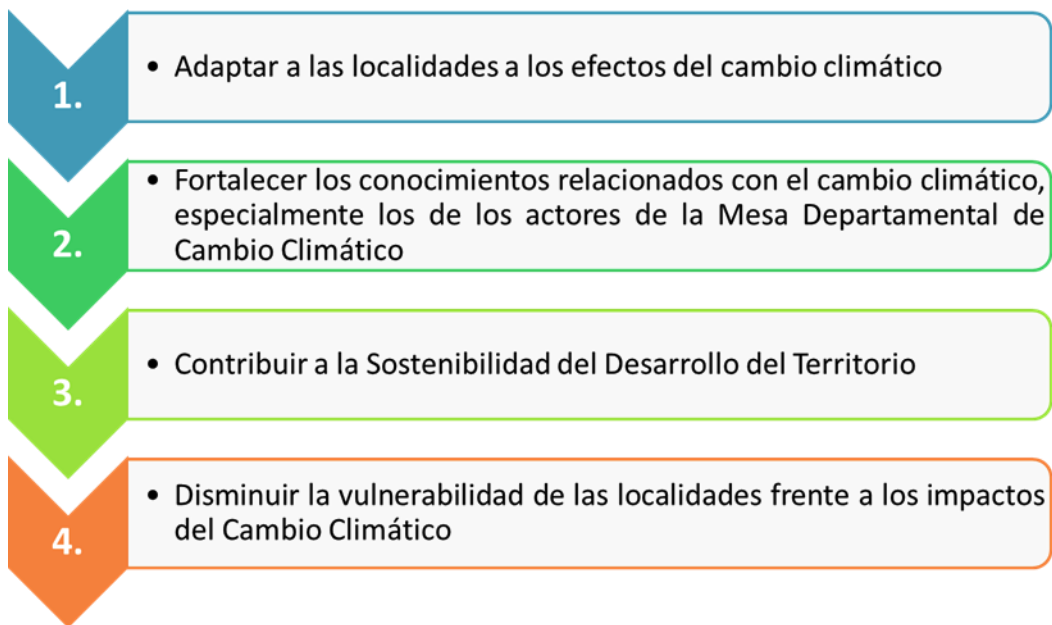 1.
• Adaptar a las localidades a los efectos del cambio climático
2.
• Fortalecer los conocimientos relacionados con el cambio climático,
especialmente los de los actores de la Mesa Departamental de
Cambio Climático
3.
• Contribuir a la Sostenibilidad del Desarrollo del Territorio
4.
• Disminuir la vulnerabilidad de las localidades frente a los impactos
del Cambio Climático